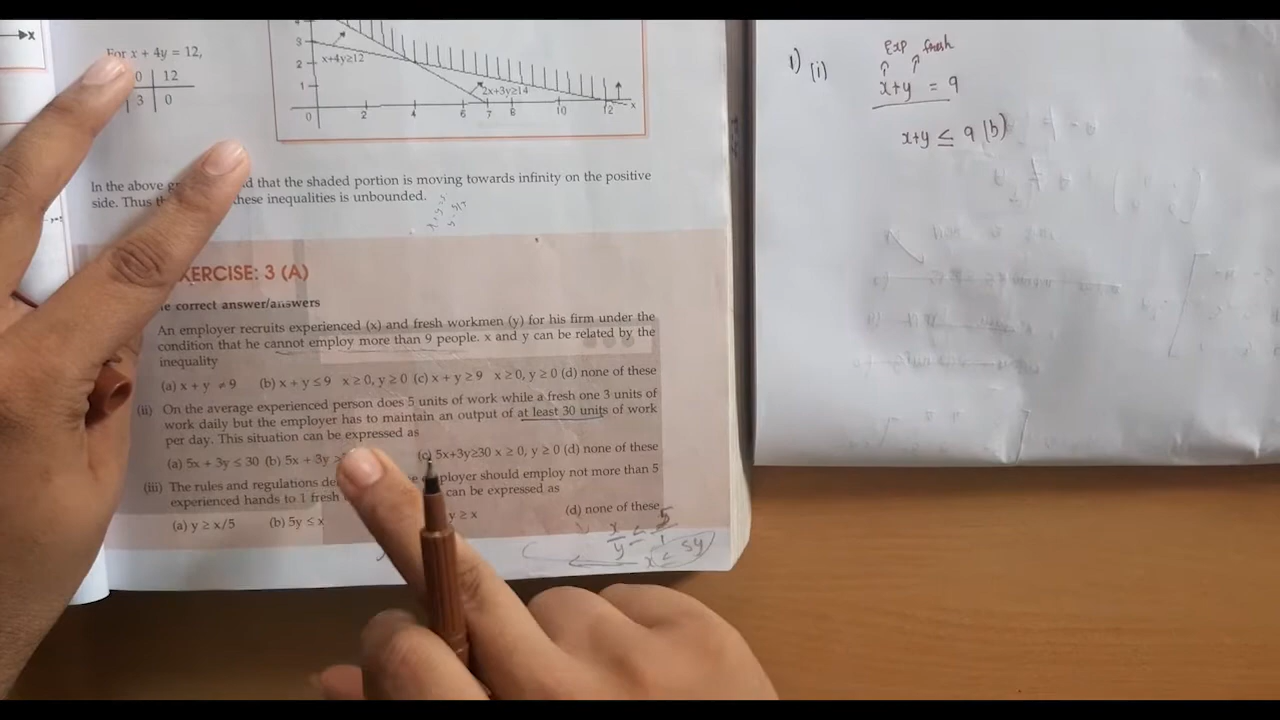 x
For x + 4y = 12,
0 12
3 0
3
2
1
0 2 4 6 7 8 10 12 x
x+4y≥12
2x+3y≥14
In the above that the shaded portion is moving towards infinity on the positive
side. Thus these inequalities is unbounded.
EXERCISE: 3 (A)
correct answer/answers
An employer recruits experienced (x) and fresh workmen (y) for his firm under the
condition that he cannot employ more than 9 people. x and y can be related by the
inequality
(a) x + y ≠ 9 (b) x + y ≤ 9 x ≥ 0, y ≥ 0 (c) x + y ≥ 9 x ≥ 0, y ≥ 0 (d) none of these
(ii) On the average experienced person does 5 units of work while a fresh one 3 units of
work daily but the employer has to maintain an output of at least 30 units of work
per day. This situation can be expressed as
(a) 5x + 3y ≤ 30 (b) 5x + 3y (c) 5x+3y≥30 x ≥ 0, y ≥ 0 (d) none of these
(iii) The rules and regulations employer should employ not more than 5
experienced hands to 1 fresh can be expressed as
(a) y ≥ x/5 (b) 5y ≤ x y ≥ x (d) none of these
x/y ≤ 5/1
x ≤ 5y
Exp fresh
1) (i) x+y = 9
x+y ≤ 9 (b)